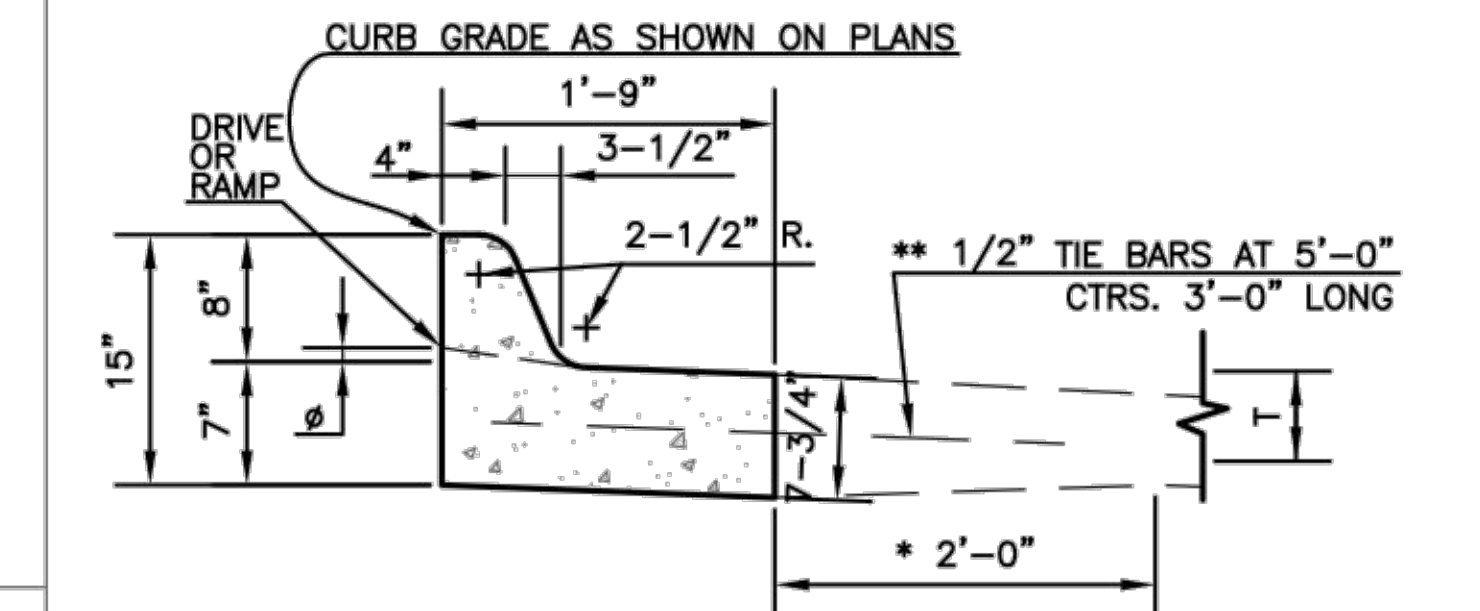 CURB GRADE AS SHOWN ON PLANS
1'-9"
DRIVE
OR
RAMP
4"
3-1/2"
2-1/2" R.
** 1/2" TIE BARS AT 5'-0"
CTRS. 3'-0" LONG
8"
15"
7"
ø
7-3/4"
T
* 2'-0"